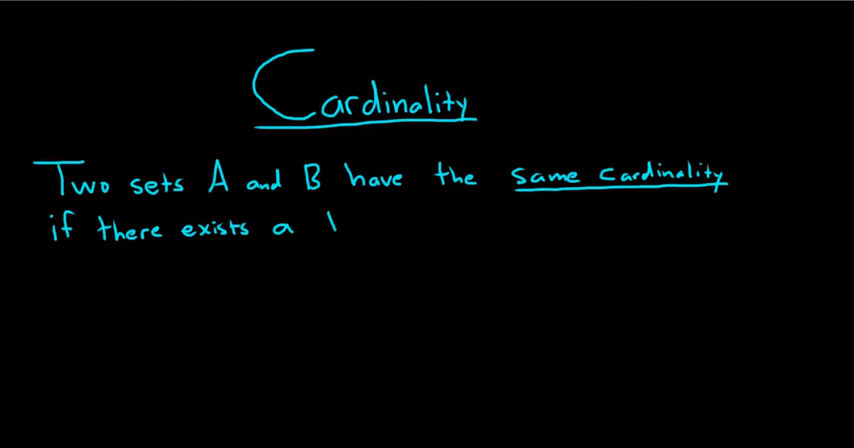 Cardinality
Two sets A and B have the same cardinality
if there exists a